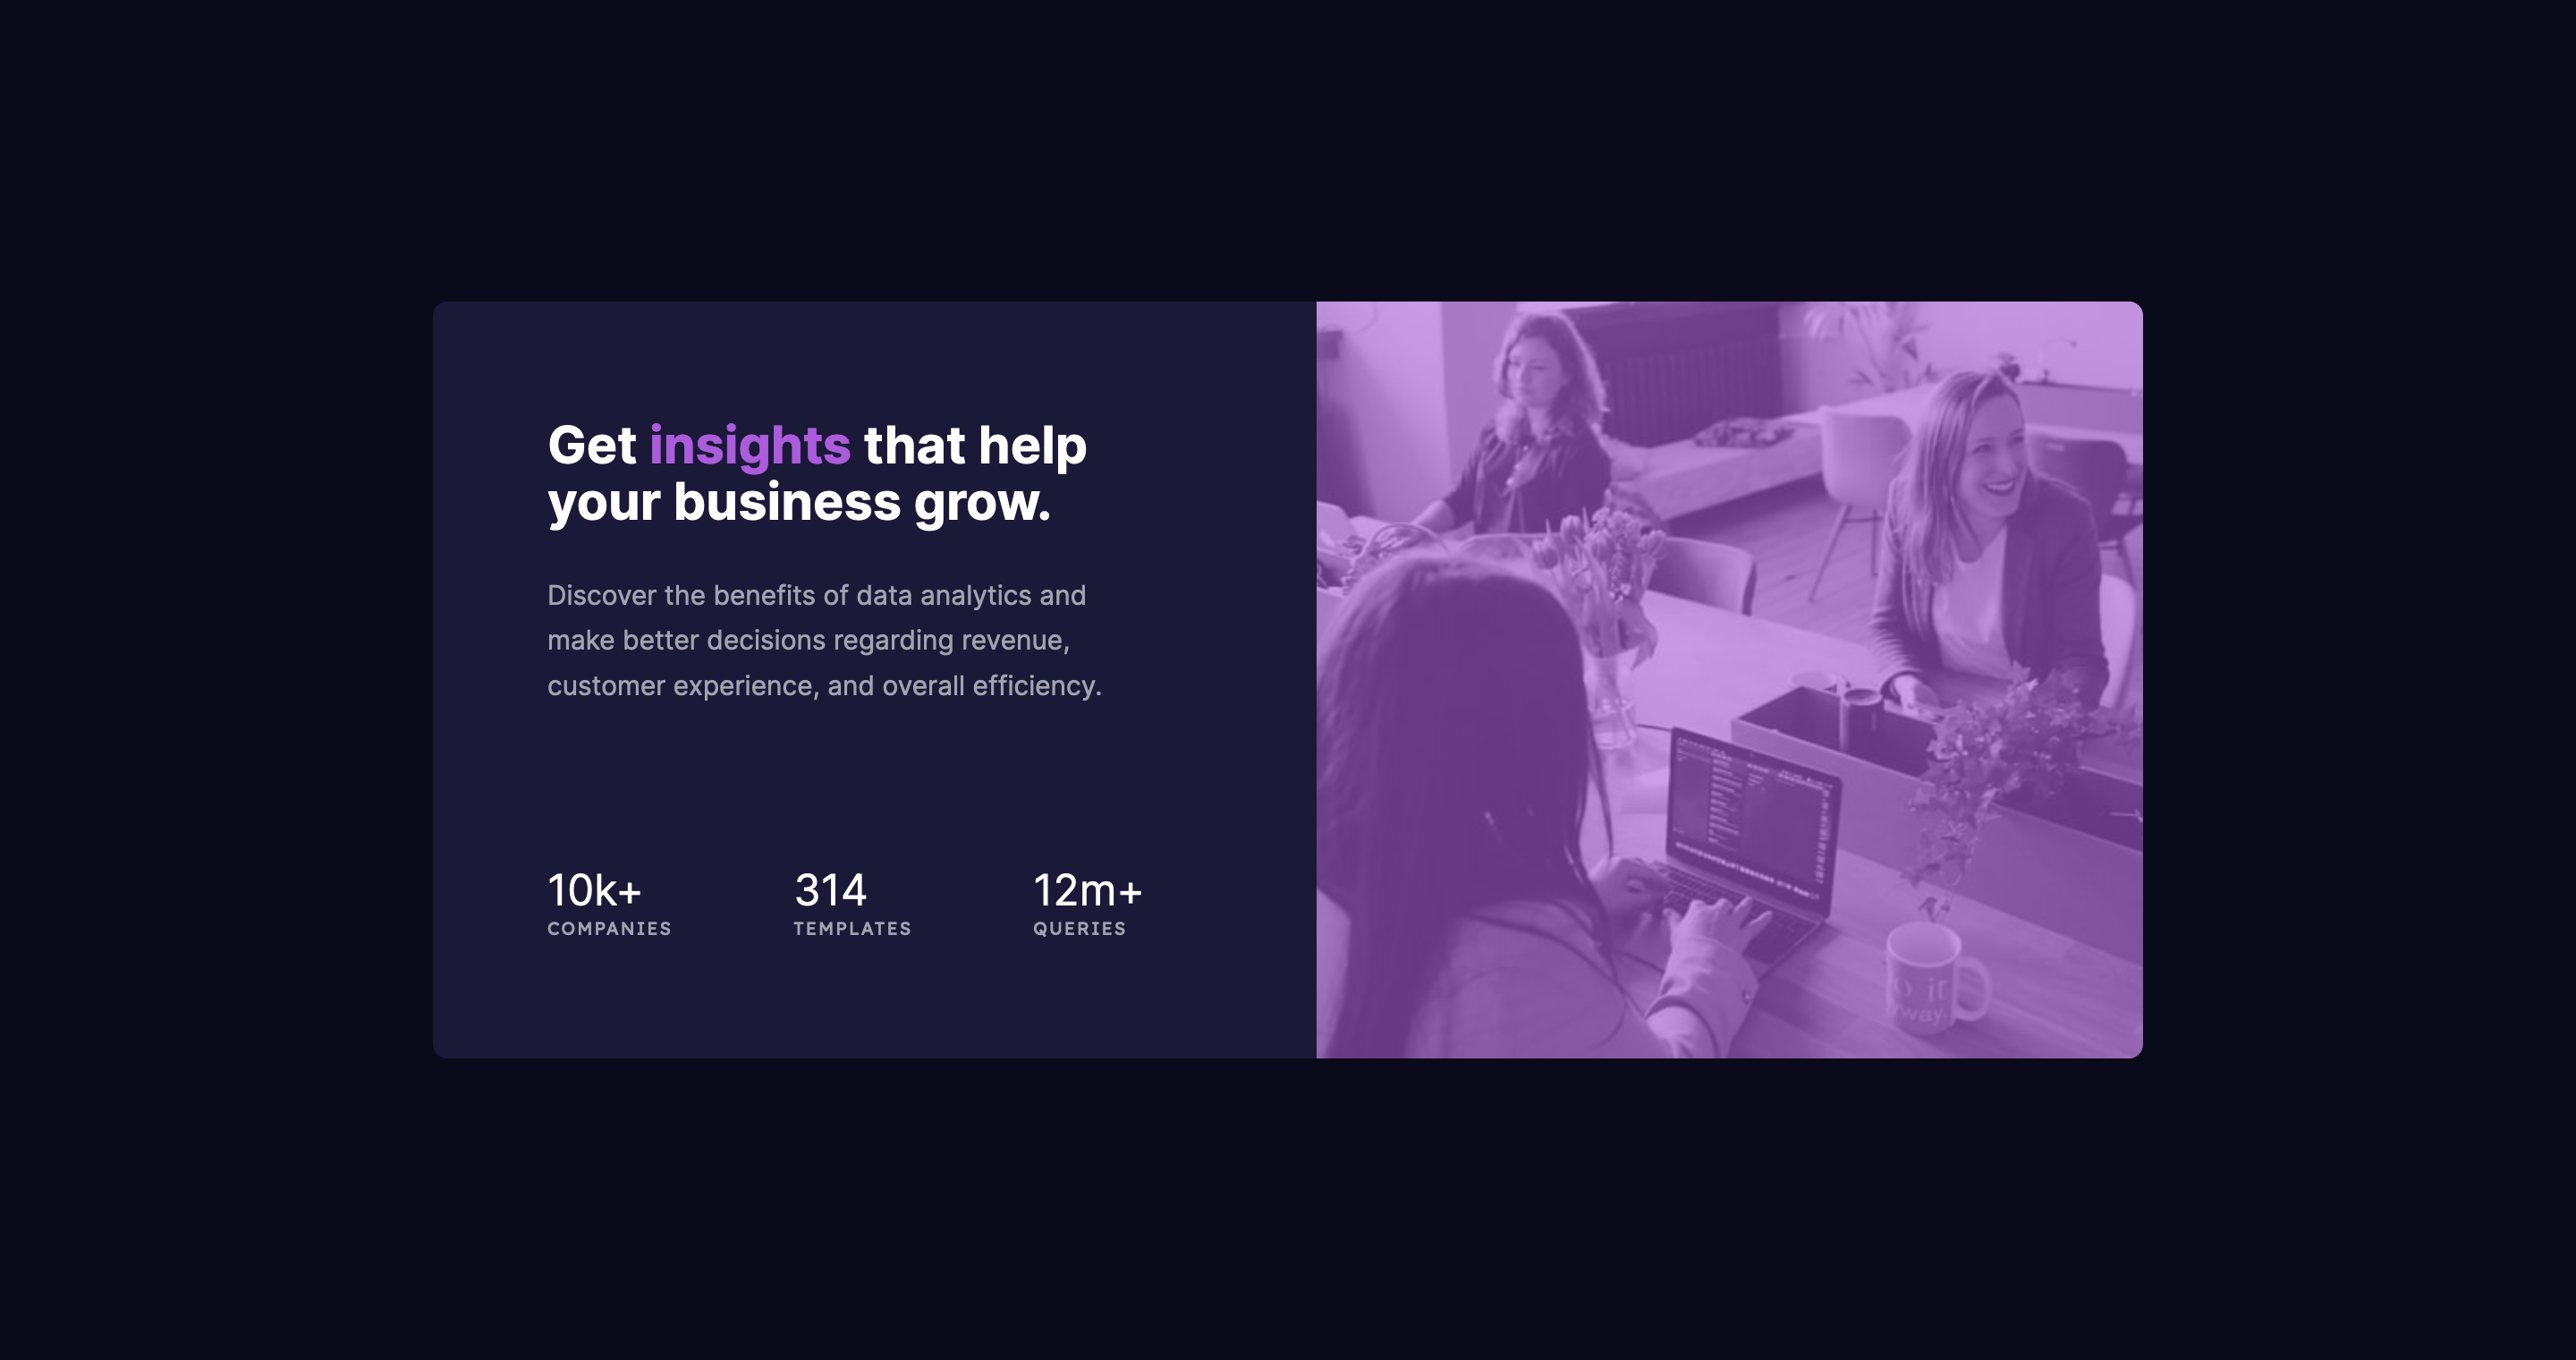 Get insights that help
your business grow.
Discover the benefits of data analytics and
make better decisions regarding revenue,
customer experience, and overall efficiency.
10k+
COMPANIES
314
TEMPLATES
12m+
QUERIES